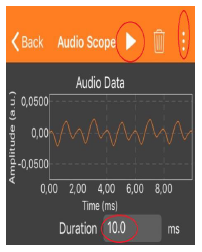 Back Audio Scope
Audio Data
Amplitude (a.u.)
0,0500
0,00
-0,0500
0,00 2,00 4,00 6,00 8,00
Time (ms)
Duration 10.0 ms